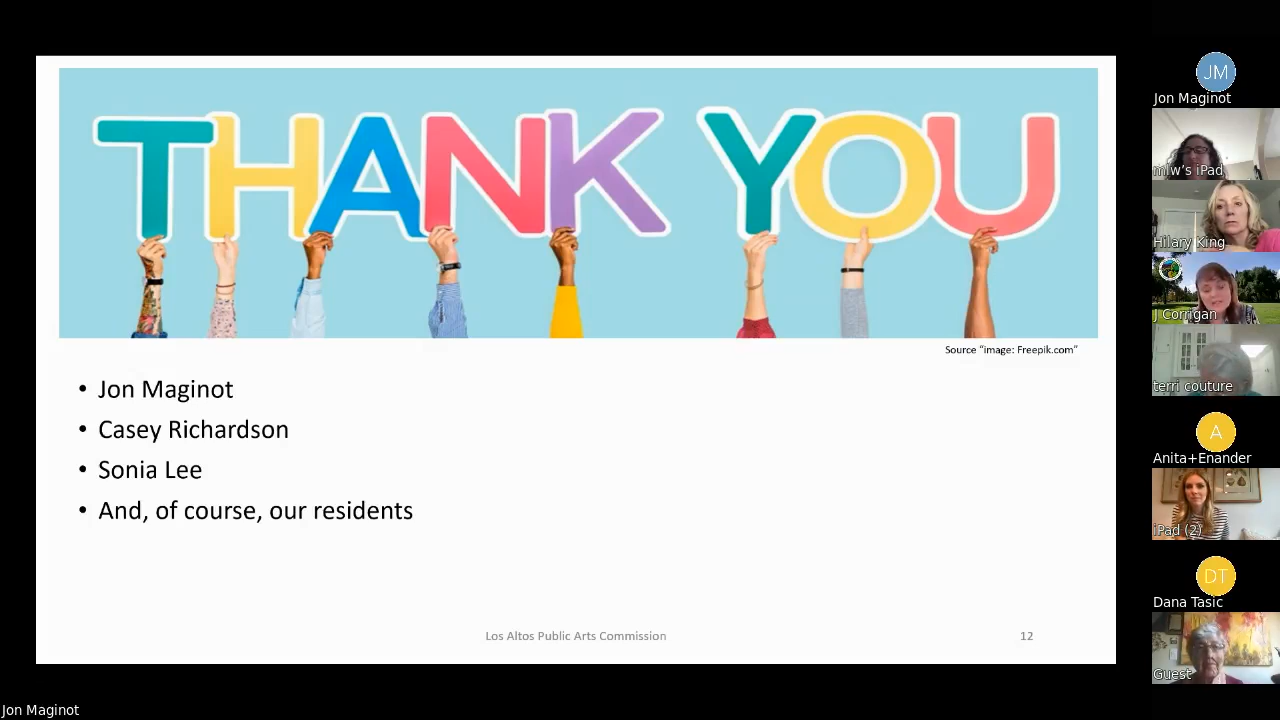 THANK YOU
Source “image: Freepik.com”
• Jon Maginot
• Casey Richardson
• Sonia Lee
• And, of course, our residents
Los Altos Public Arts Commission
12
JM
Jon Maginot
mlw’s iPad
Hilary King
J Corrigan
terri couture
A
Anita+Enander
iPad (2)
DT
Dana Tasic
Guest
Jon Maginot